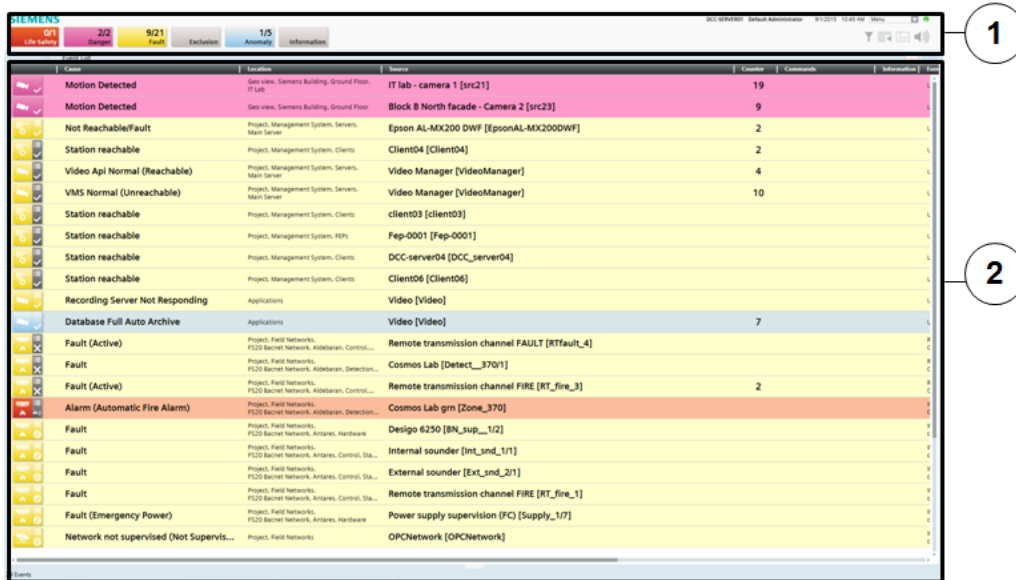 SIEMENS
DCC-SERVER01 Default Administrator 9/1/2015 10:45 AM Menu
0/1 Life Safety
2/2 Danger
9/21 Fault
Exclusion
1/5 Anomaly
Information
1
Event List
Cause Location Source Counter Commands Information
Motion Detected Geo view, Siemens Building, Ground Floor, IT Lab IT lab - camera 1 [src21] 19
Motion Detected Geo view, Siemens Building, Ground Floor Block B North facade - Camera 2 [src23] 9
Not Reachable/Fault Project, Management System, Servers, Main Server Epson AL-MX200 DWF [EpsonAL-MX200DWF] 2
Station reachable Project, Management System, Clients Client04 [Client04] 2
Video Api Normal (Reachable) Project, Management System, Servers, Main Server Video Manager [VideoManager] 4
VMS Normal (Unreachable) Project, Management System, Servers, Main Server Video Manager [VideoManager] 10
Station reachable Project, Management System, Clients client03 [client03]
Station reachable Project, Management System, FEPs Fep-0001 [Fep-0001]
Station reachable Project, Management System, Clients DCC-server04 [DCC_server04]
Station reachable Project, Management System, Clients Client06 [Client06]
Recording Server Not Responding Applications Video [Video]
Database Full Auto Archive Applications Video [Video] 7
Fault (Active) Project, Field Networks, FS20 Bacnet Network, Aldebaran, Control,... Remote transmission channel FAULT [RTfault_4]
Fault Project, Field Networks, FS20 Bacnet Network, Aldebaran, Detection... Cosmos Lab [Detect__370/1]
Fault (Active) Project, Field Networks, FS20 Bacnet Network, Aldebaran, Control,... Remote transmission channel FIRE [RT_fire_3] 2
Alarm (Automatic Fire Alarm) Project, Field Networks, FS20 Bacnet Network, Aldebaran, Detection... Cosmos Lab grn [Zone_370]
Fault Project, Field Networks, FS20 Bacnet Network, Antares, Hardware Desigo 6250 [BN_sup__1/2]
Fault Project, Field Networks, FS20 Bacnet Network, Antares, Control, Sta... Internal sounder [Int_snd_1/1]
Fault Project, Field Networks, FS20 Bacnet Network, Antares, Control, Sta... External sounder [Ext_snd_2/1]
Fault Project, Field Networks, FS20 Bacnet Network, Antares, Control, Sta... Remote transmission channel FIRE [RT_fire_1]
Fault (Emergency Power) Project, Field Networks, FS20 Bacnet Network, Antares, Hardware Power supply supervision (FC) [Supply_1/7]
Network not supervised (Not Supervis... Project, Field Networks OPCNetwork [OPCNetwork]
2
Events